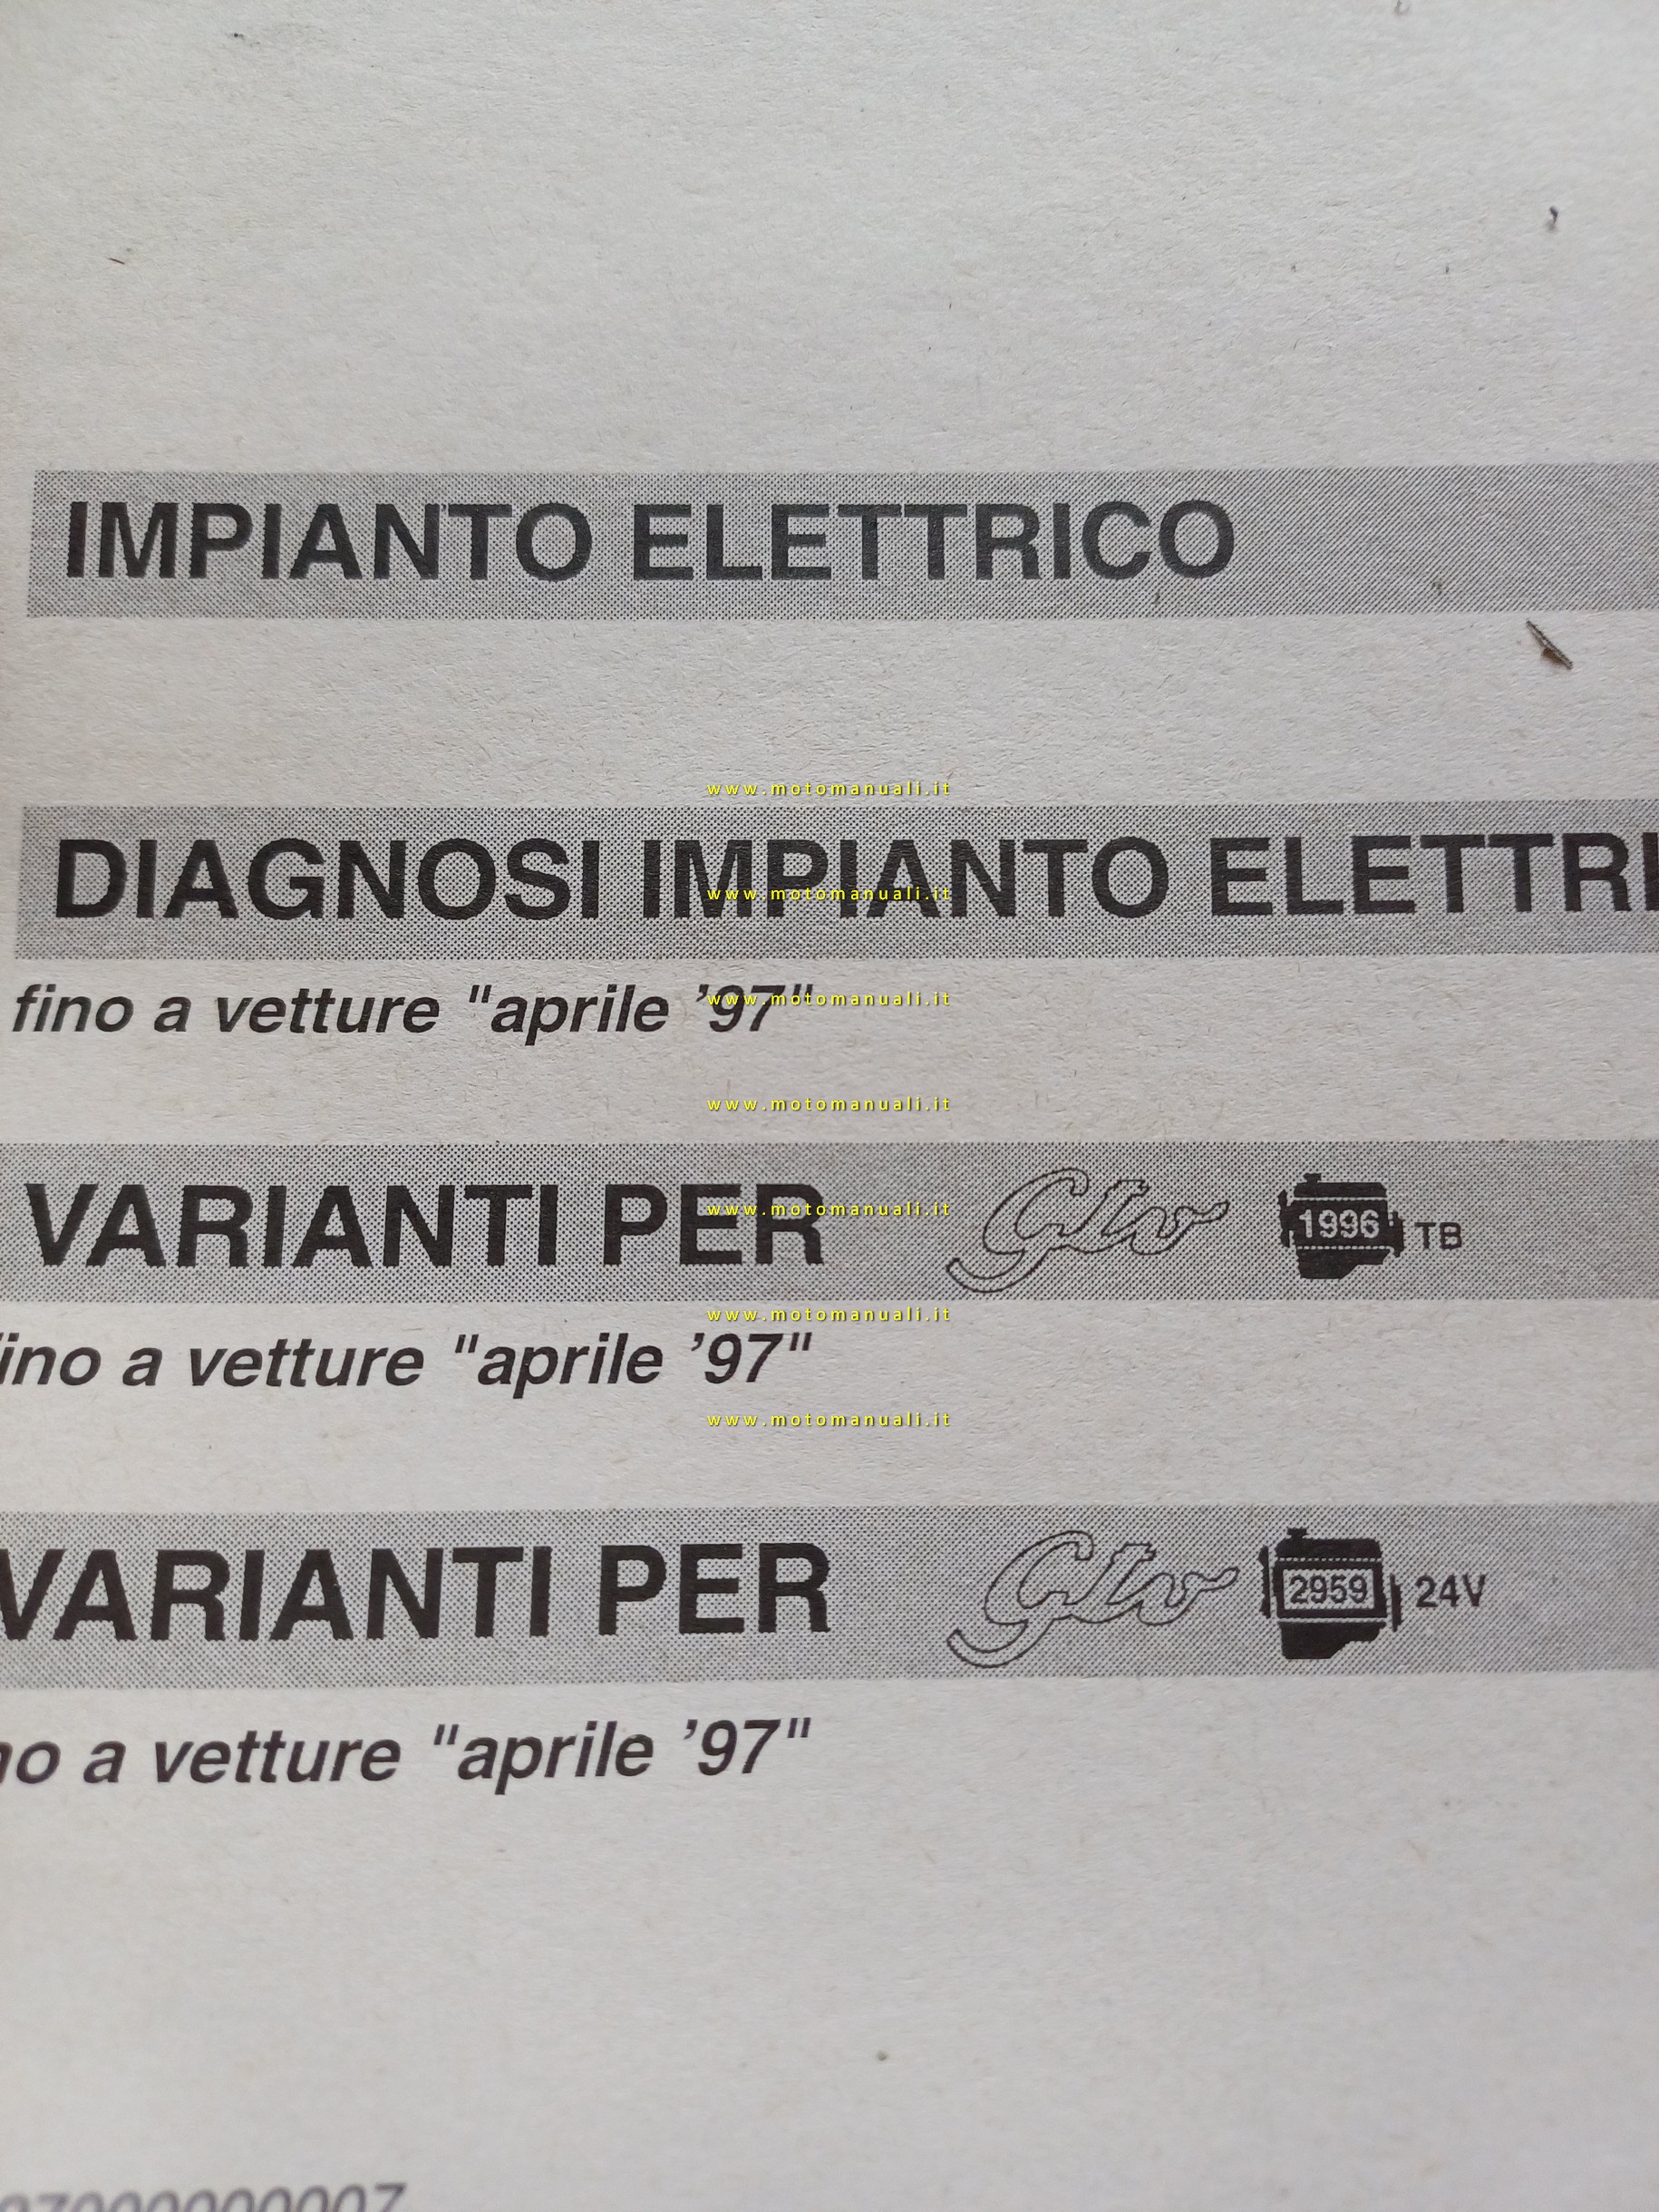 IMPIANTO ELETTRICO
www.motomanuali.it
DIAGNOSI IMPIANTO ELETTRI
www.motomanuali.it
fino a vetture "aprile ’97"
www.motomanuali.it
www.motomanuali.it
VARIANTI PER Gtv 1996 TB
www.motomanuali.it
www.motomanuali.it
ino a vetture "aprile ’97"
www.motomanuali.it
VARIANTI PER Gtv 2959 24V
no a vetture "aprile ’97"